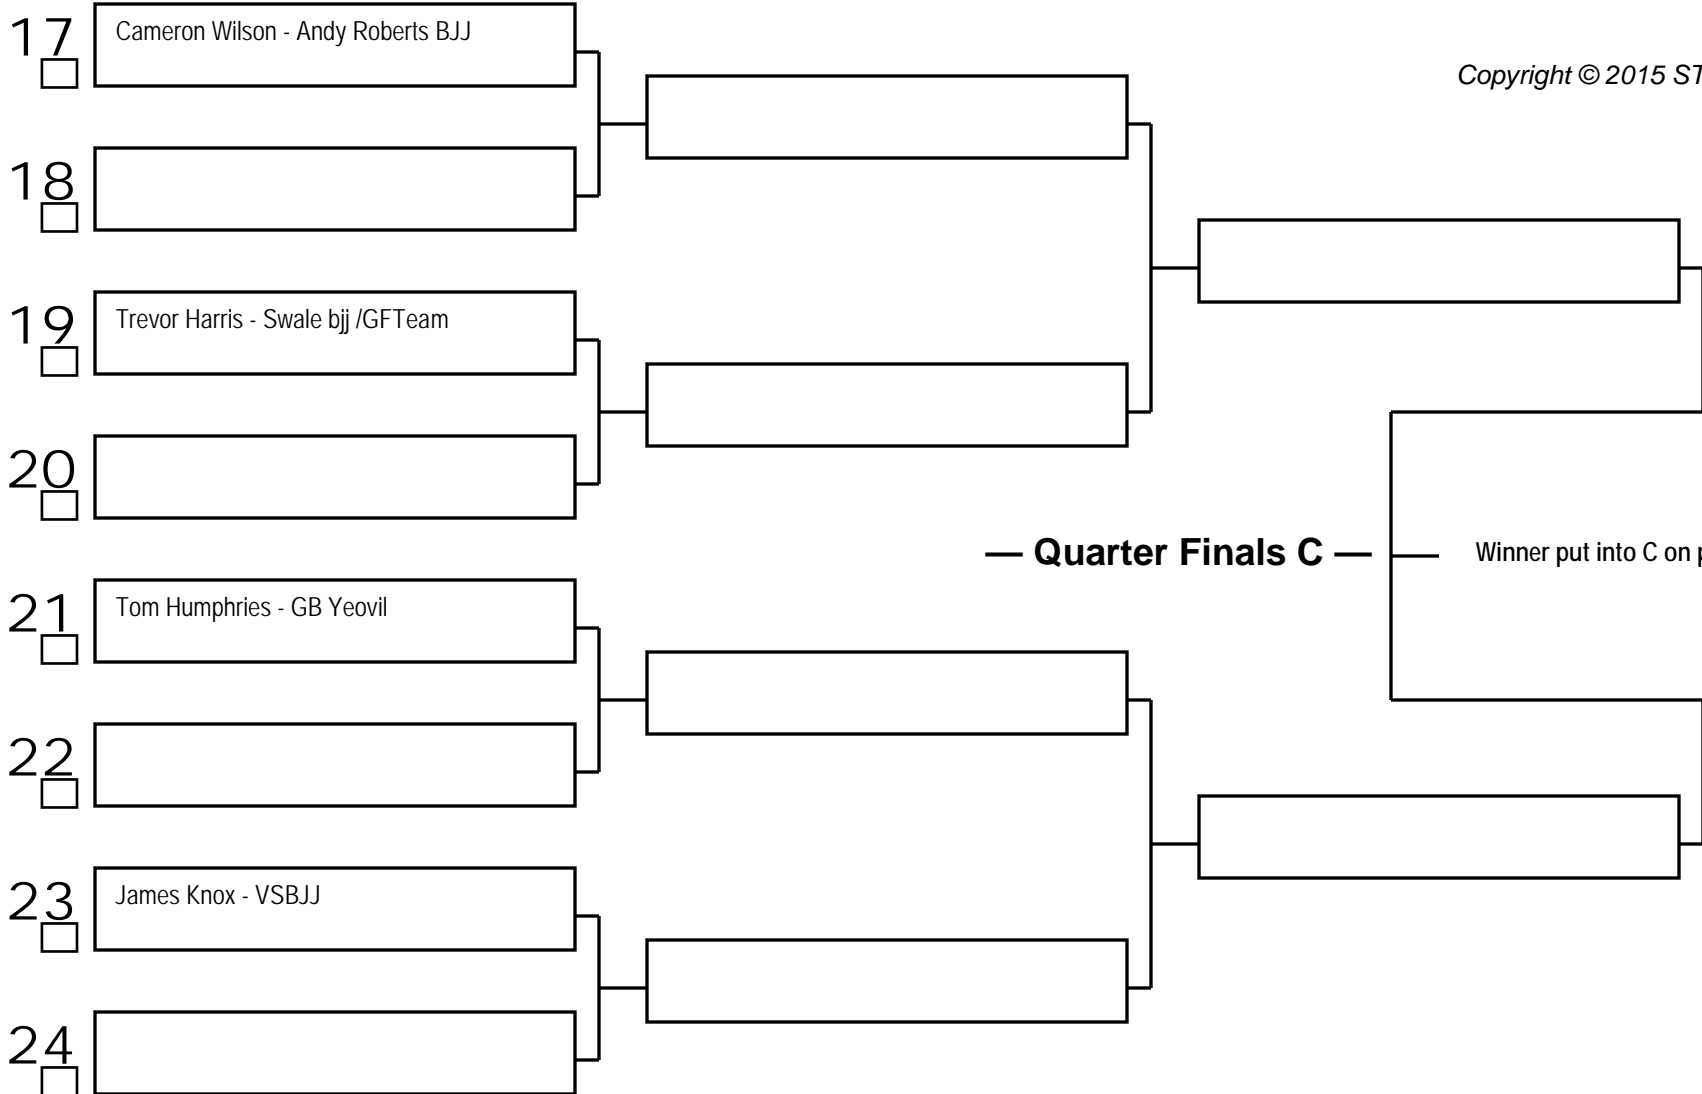 17
Cameron Wilson - Andy Roberts BJJ
Copyright © 2015 ST
18
19
Trevor Harris - Swale bjj /GFTeam
20
— Quarter Finals C —
Winner put into C on
21
Tom Humphries - GB Yeovil
22
23
James Knox - VSBJJ
24